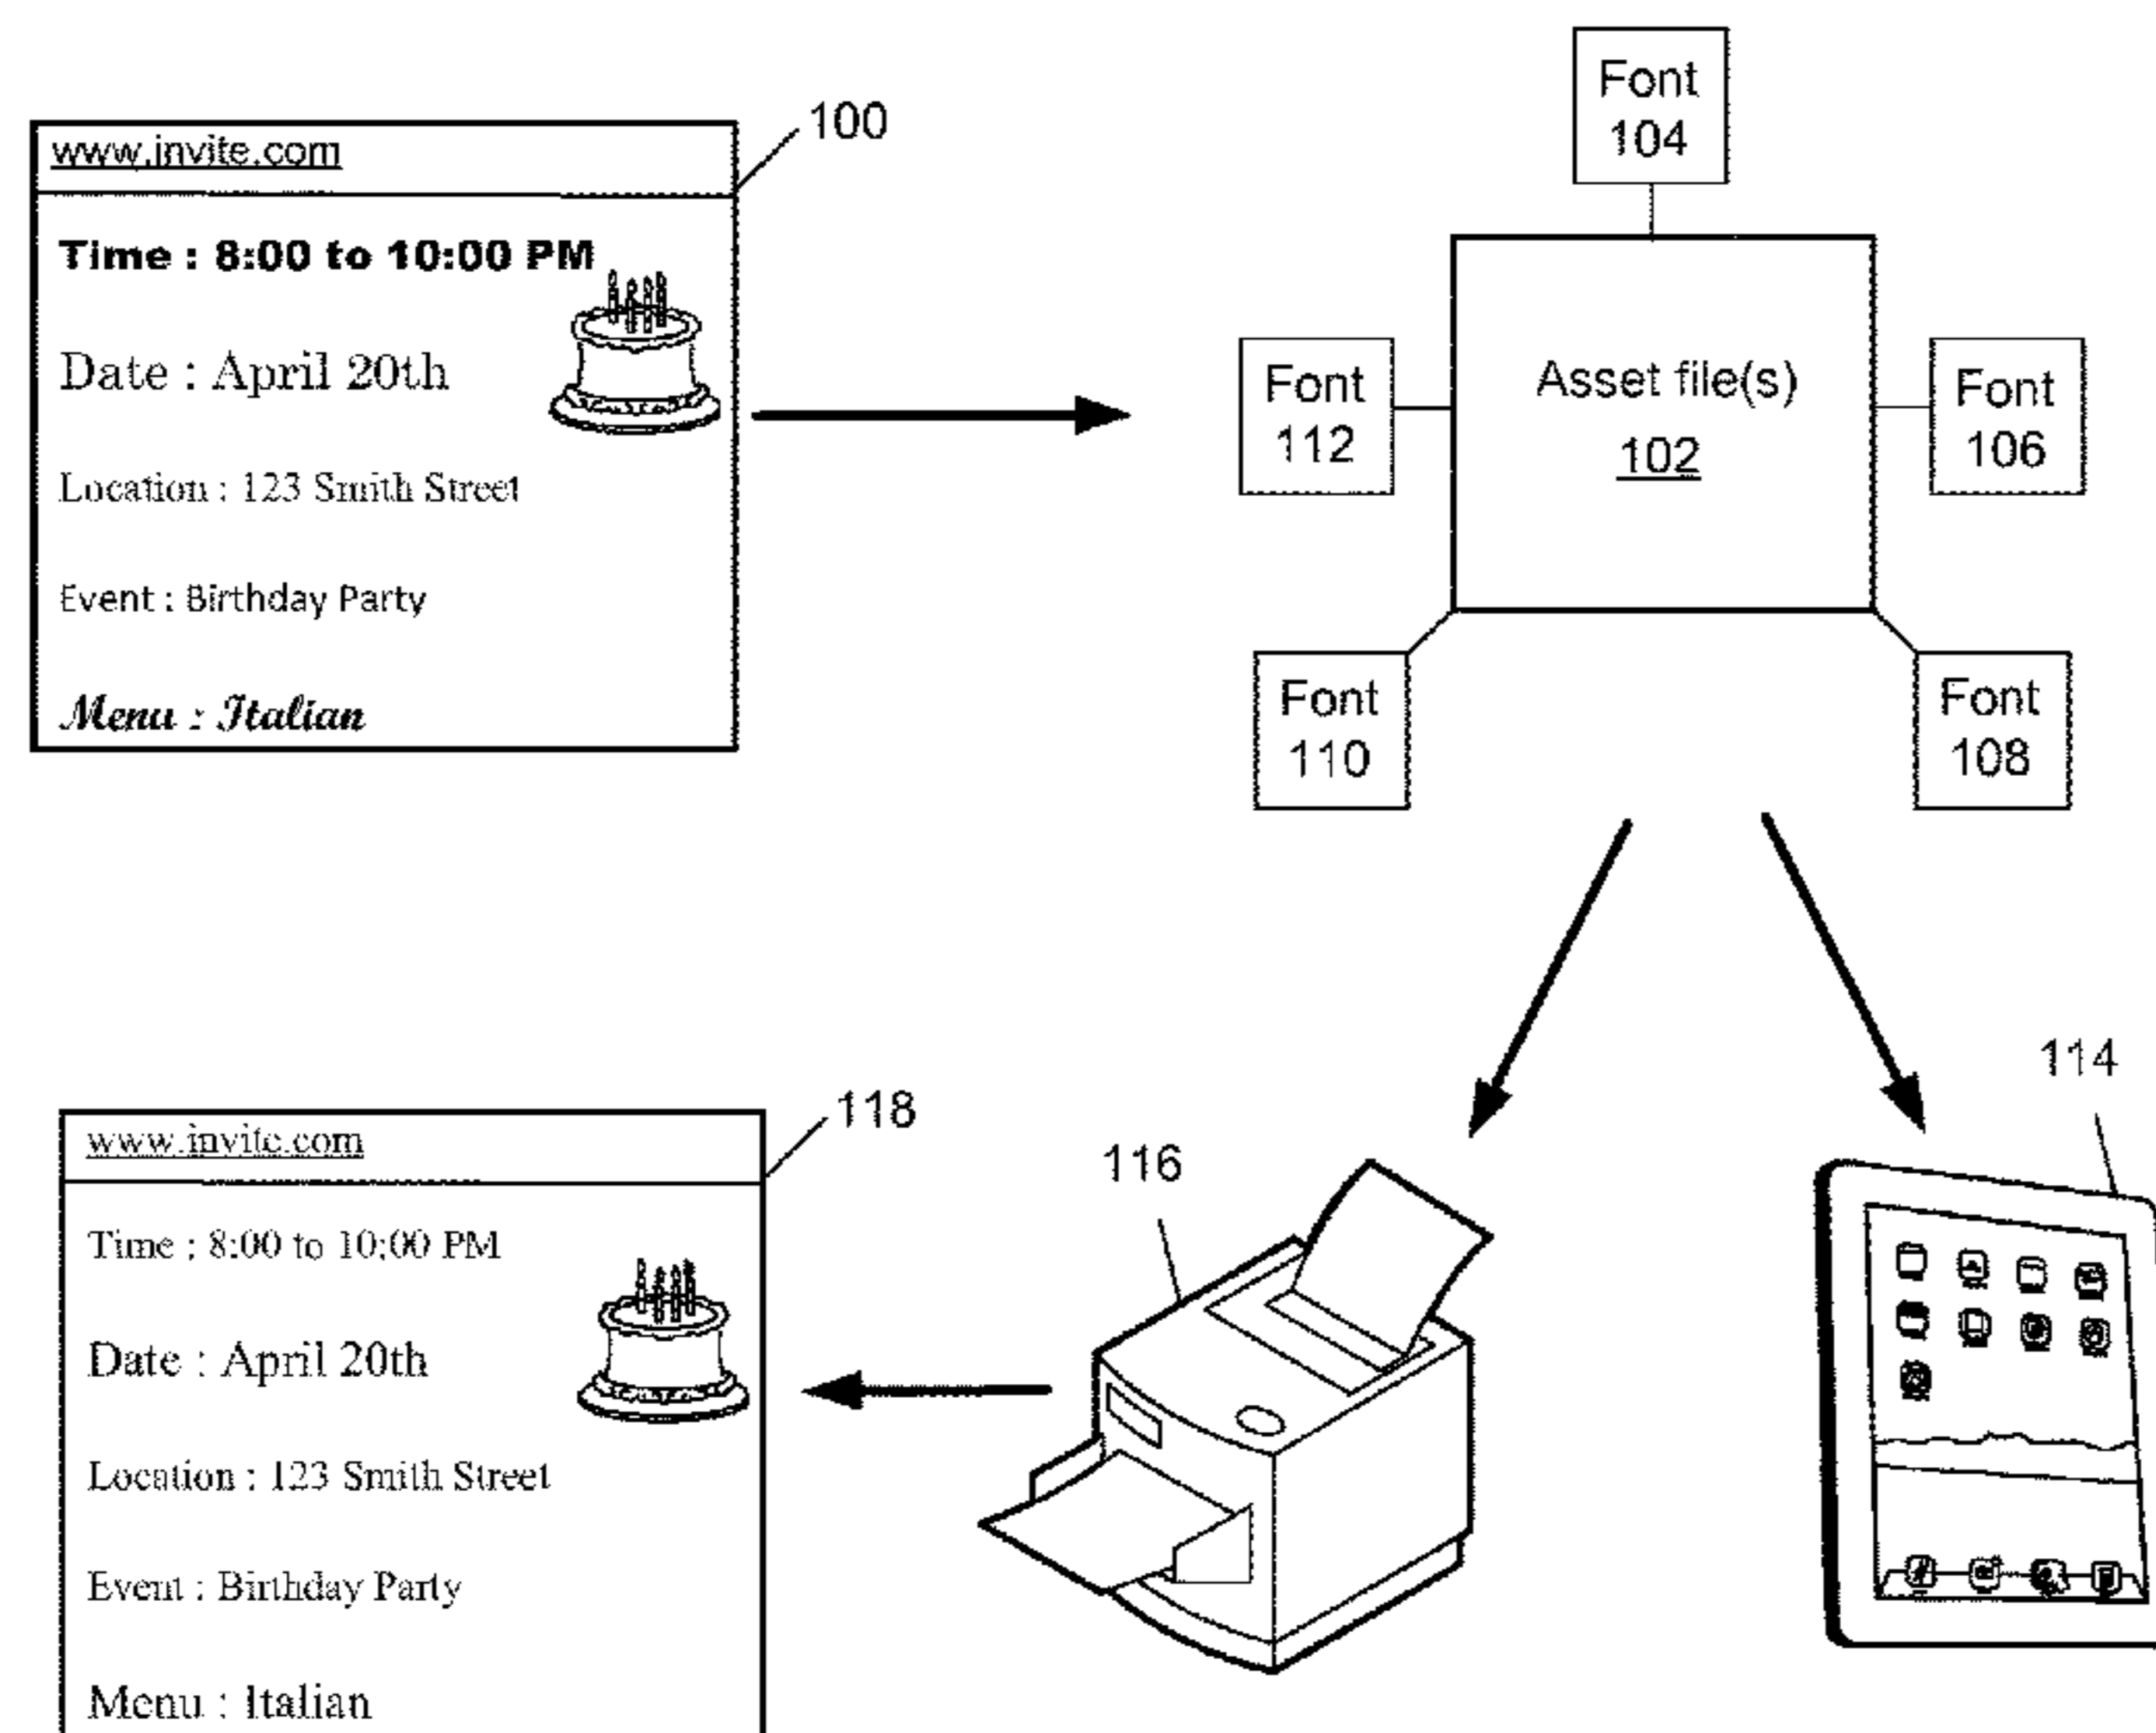 www.invite.com
100
Time : 8:00 to 10:00 PM
Date : April 20th
Location : 123 Smith Street
Event : Birthday Party
Menu : Italian
Font
104
Asset file(s)
102
Font
112
Font
106
Font
110
Font
108
114
116
118
www.invite.com
Time : 8:00 to 10:00 PM
Date : April 20th
Location : 123 Smith Street
Event : Birthday Party
Menu : Italian